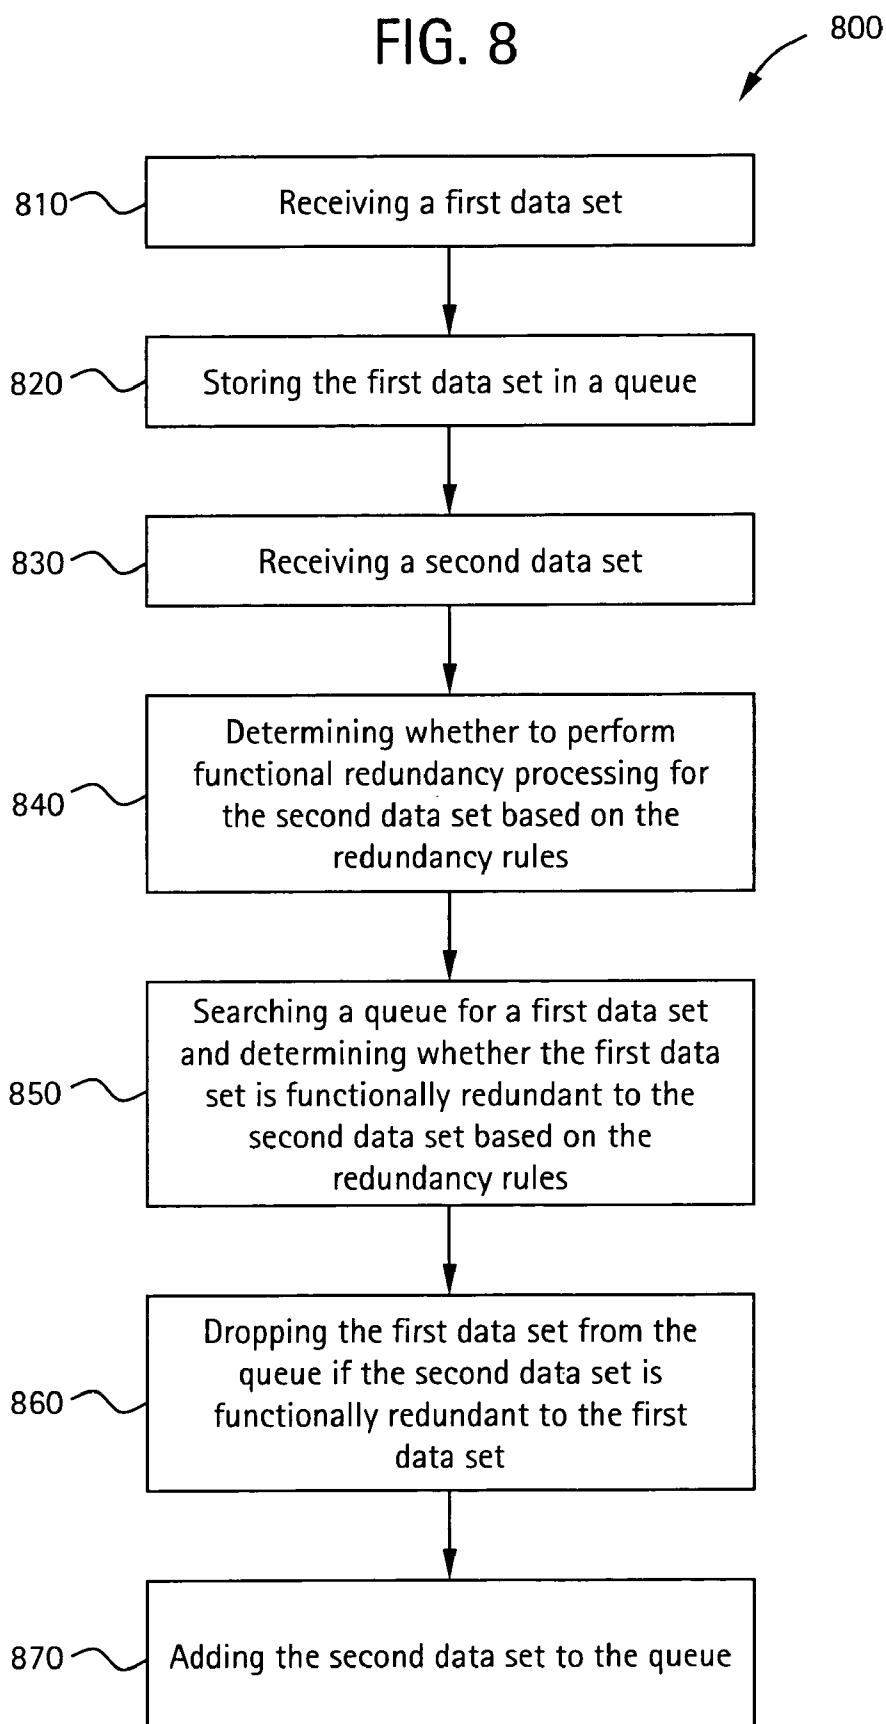 FIG. 8
800
810
Receiving a first data set
820
Storing the first data set in a queue
830
Receiving a second data set
840
Determining whether to perform
functional redundancy processing for
the second data set based on the
redundancy rules
850
Searching a queue for a first data set
and determining whether the first data
set is functionally redundant to the
second data set based on the
redundancy rules
860
Dropping the first data set from the
queue if the second data set is
functionally redundant to the first
data set
870
Adding the second data set to the queue